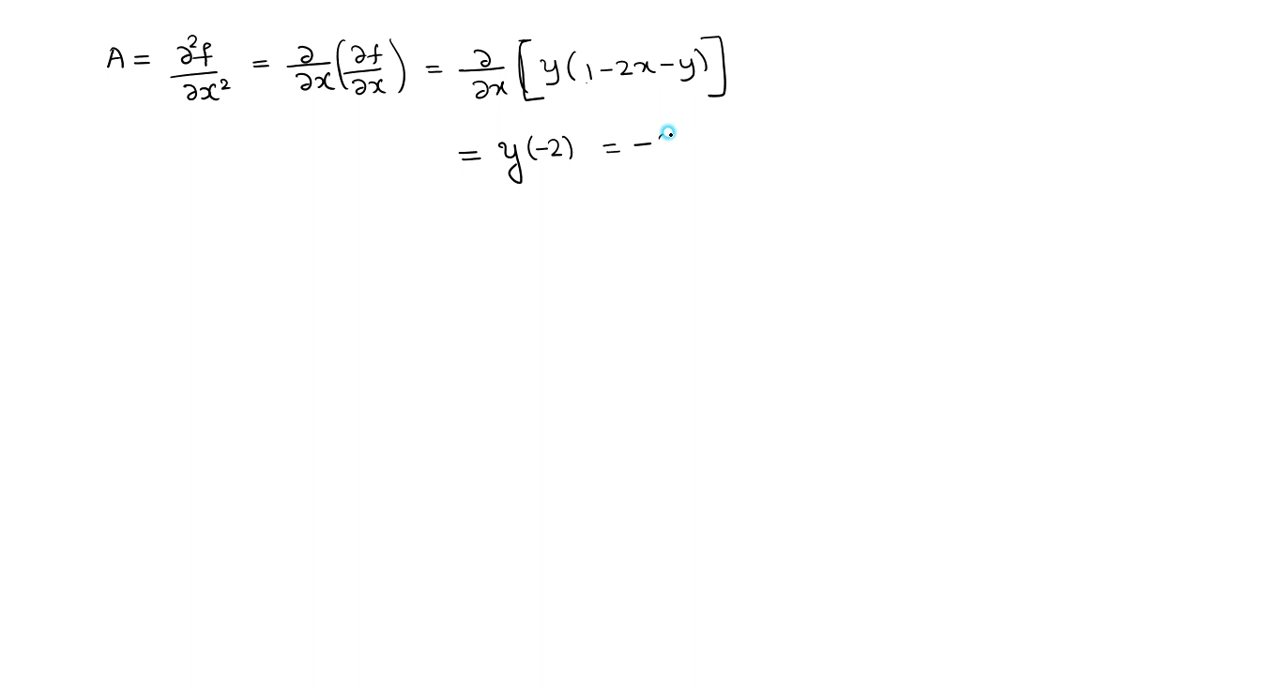 A = ∂²f/∂x² = ∂/∂x(∂f/∂x) = ∂/∂x[y(1-2x-y)]
= y(-2) = -